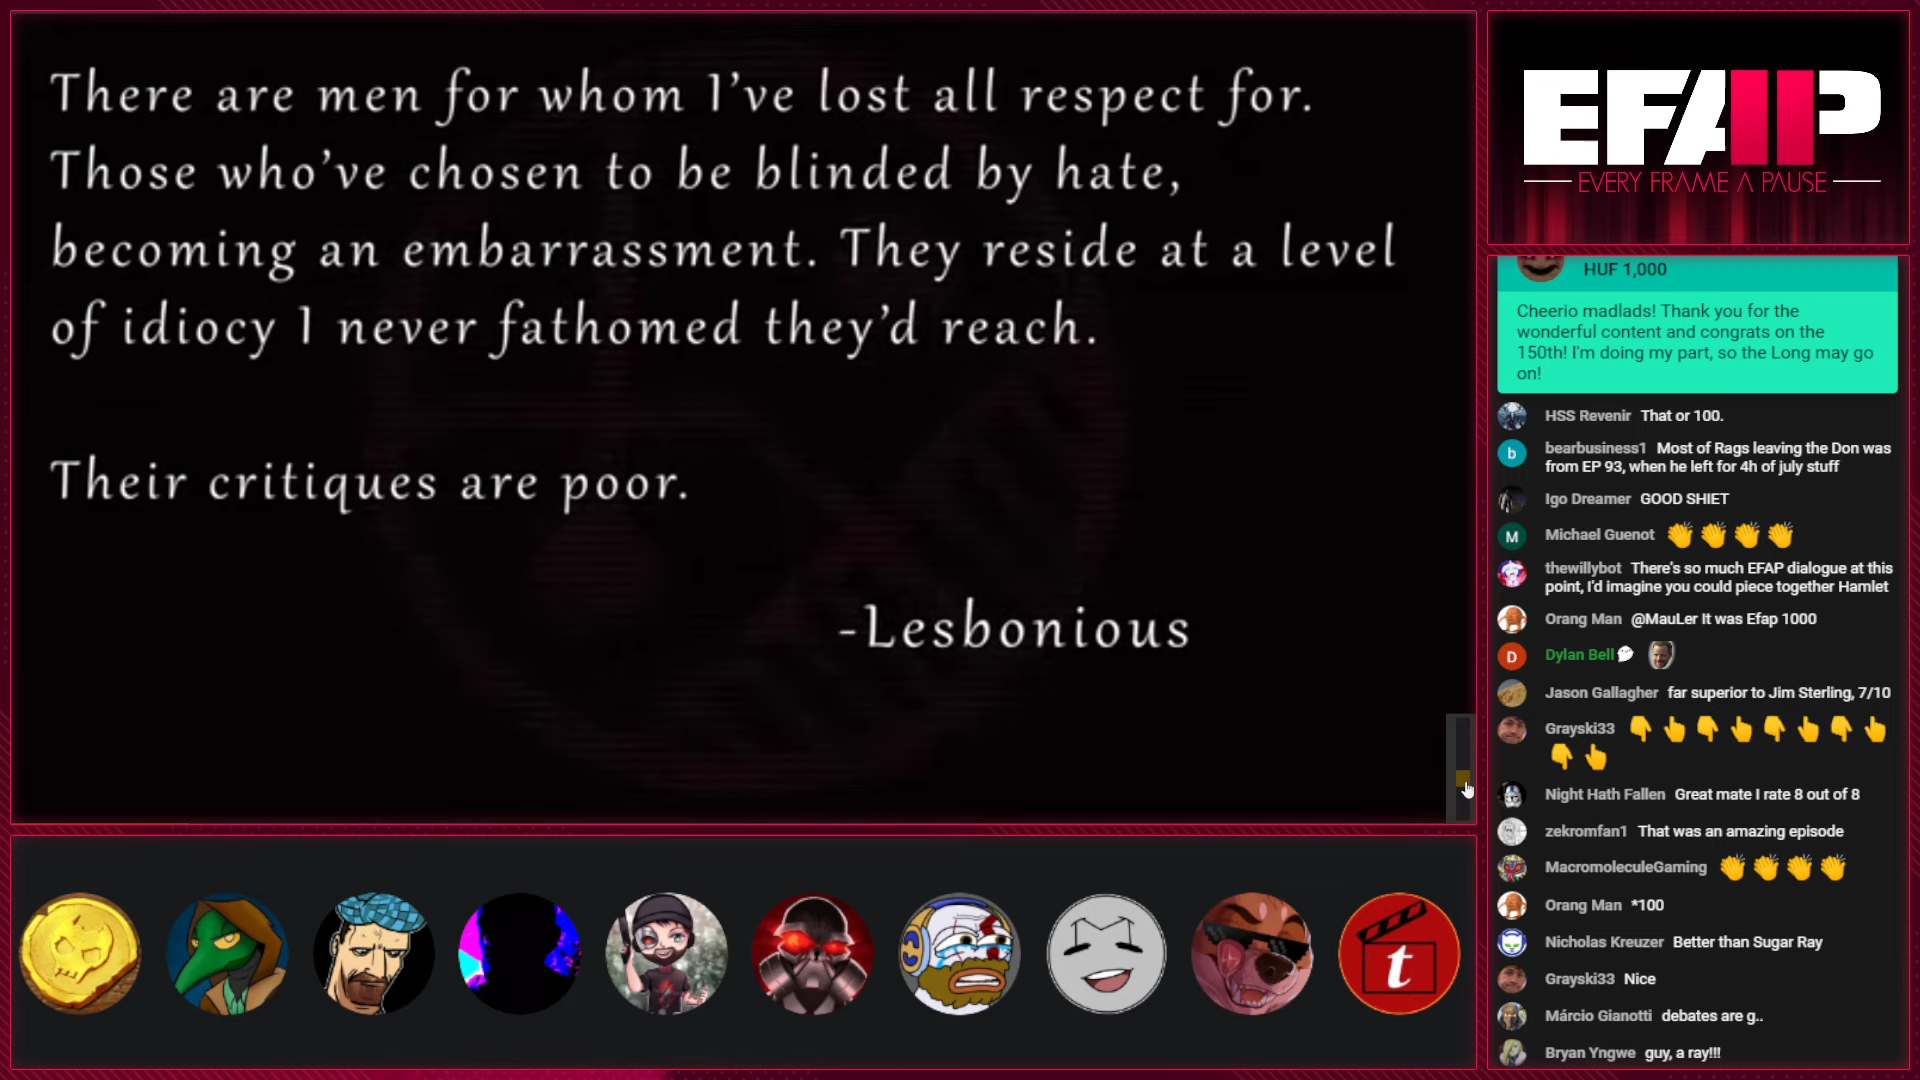 There are men for whom I've lost all respect for.
Those who've chosen to be blinded by hate,
becoming an embarrassment. They reside at a level
of idiocy I never fathomed they'd reach.
Their critiques are poor.
-Lesbonious
t
EFAP
EVERY FRAME A PAUSE
HUF 1,000
Cheerio madlads! Thank you for the
wonderful content and congrats on the
150th! I'm doing my part, so the Long may go
on!
HSS Revenir That or 100.
b bearbusiness1 Most of Rags leaving the Don was
from EP 93, when he left for 4h of july stuff
Igo Dreamer GOOD SHIET
M Michael Guenot 👏 👏 👏 👏
thewillybot There's so much EFAP dialogue at this
point, I'd imagine you could piece together Hamlet
Orang Man @MauLer It was Efap 1000
D Dylan Bell
Jason Gallagher far superior to Jim Sterling, 7/10
Grayski33 👇 👆 👇 👆 👇 👆 👇 👆
👇 👆
Night Hath Fallen Great mate I rate 8 out of 8
zekromfan1 That was an amazing episode
MacromoleculeGaming 👏 👏 👏 👏
Orang Man *100
Nicholas Kreuzer Better than Sugar Ray
Grayski33 Nice
Márcio Gianotti debates are g..
Bryan Yngwe guy, a ray!!!